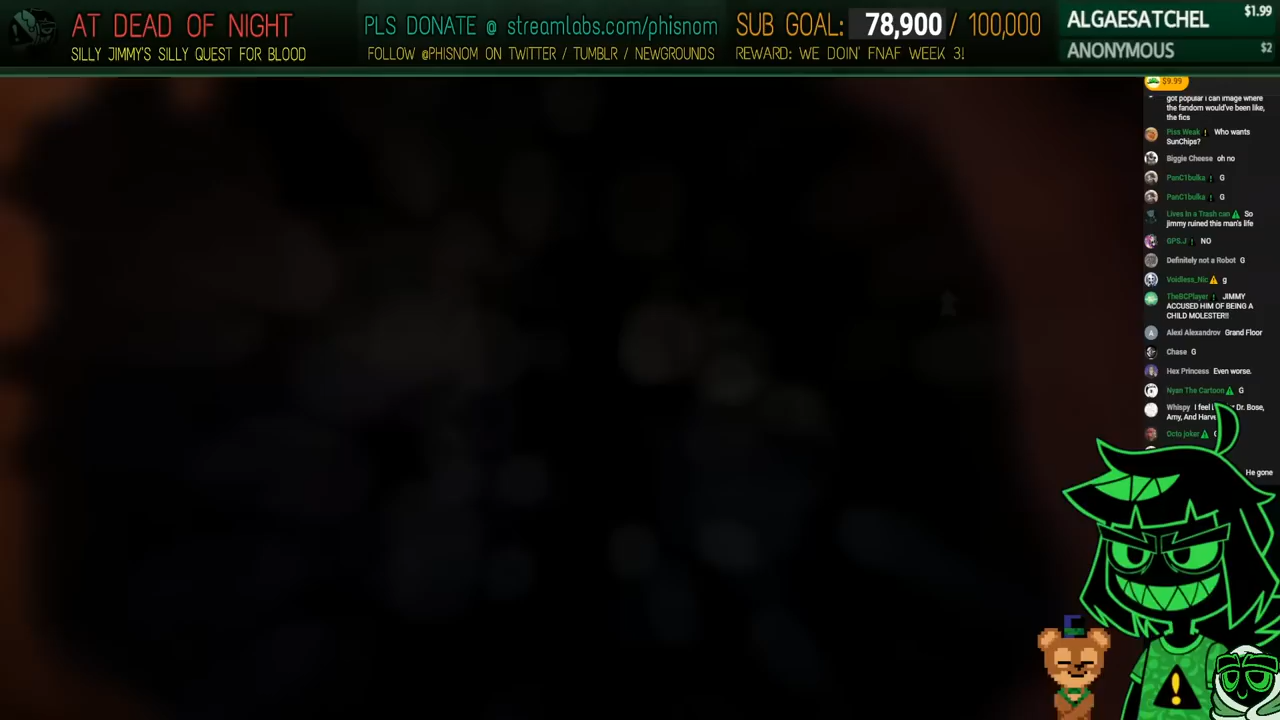 AT DEAD OF NIGHT
SILLY JIMMY'S SILLY QUEST FOR BLOOD
PLS DONATE @ streamlabs.com/phisnom
FOLLOW @PHISNOM ON TWITTER / TUMBLR / NEWGROUNDS
SUB GOAL: 78,900 / 100,000
REWARD: WE DOIN' FNAF WEEK 3!
ALGAESATCHEL $1.99
ANONYMOUS $2
$9.99
got popular i can image where
the fandom would've been like,
the fics
Piss Weak Who wants
SunChips?
Biggie Cheese oh no
PanC1bulka G
PanC1bulka G
Lives In a Trash can So
jimmy ruined this man's life
GPS.J NO
Definitely not a Robot G
Voidless_Nic g
TheBCPlayer JIMMY
ACCUSED HIM OF BEING A
CHILD MOLESTER!!
A Alexi Alexandrov Grand Floor
Chase G
Hex Princess Even worse.
Nyan The Cartoon G
Whispy I feel Dr. Bose,
Amy, And
Octo joker
He gone